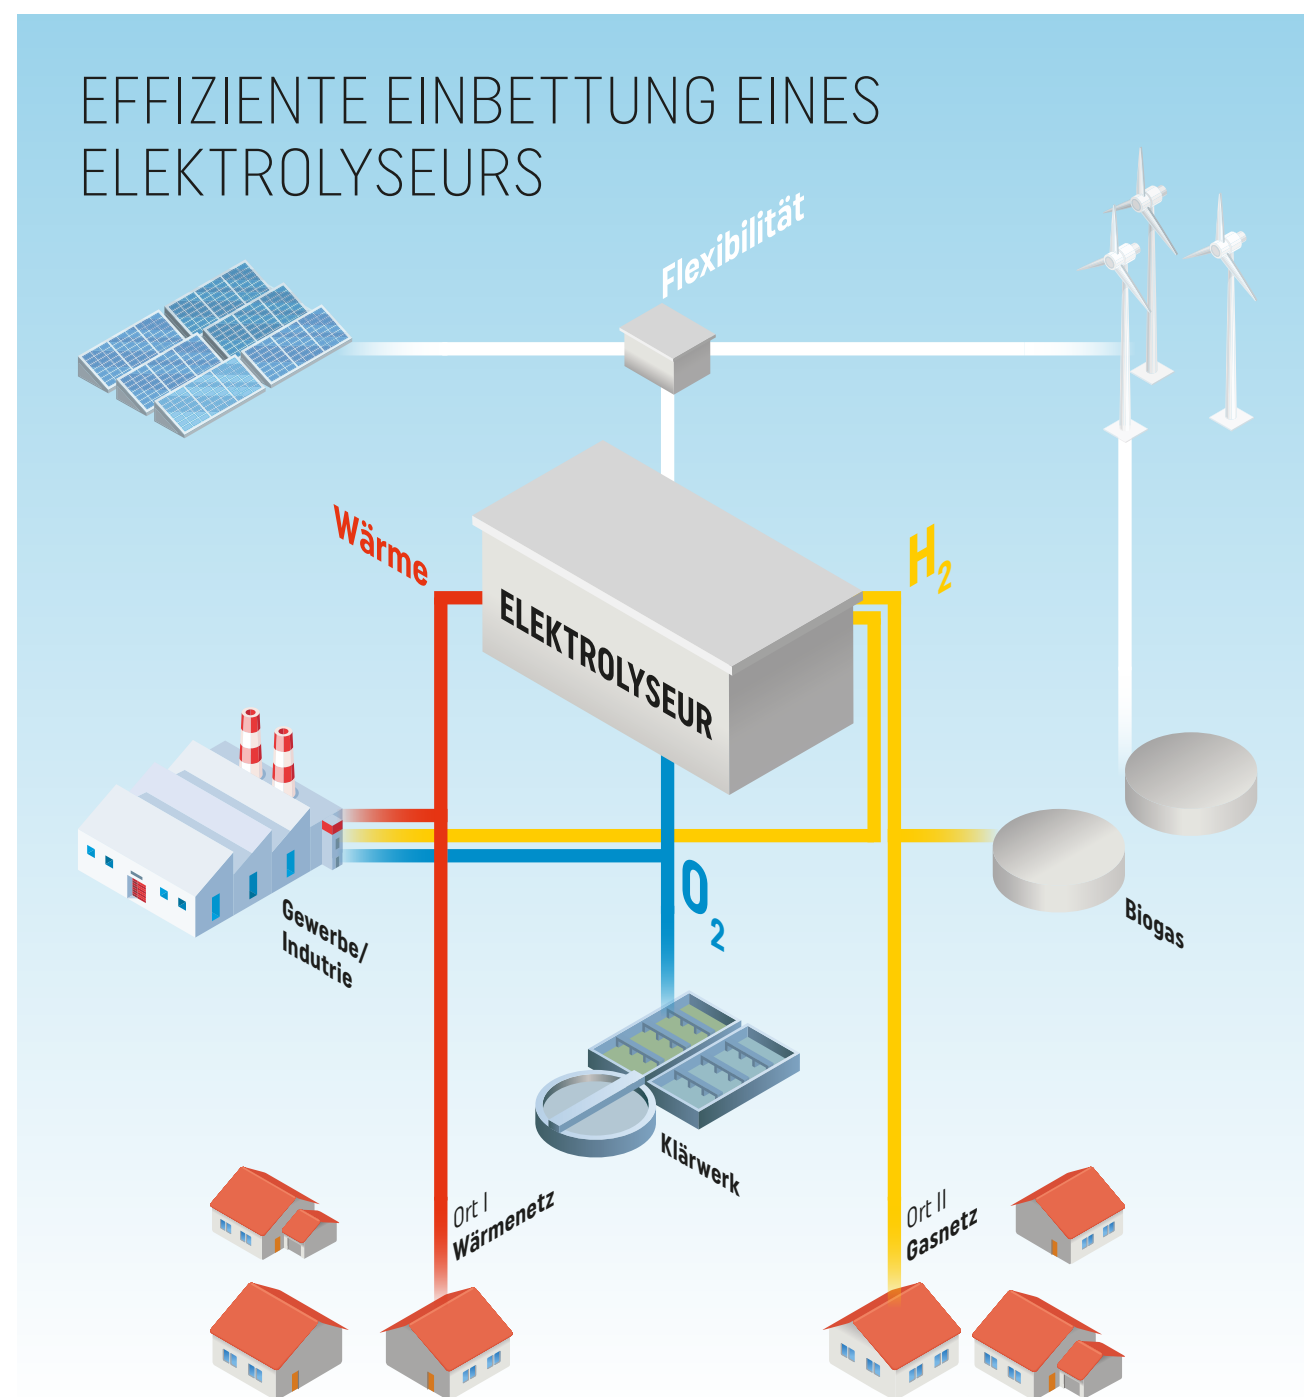 EFFIZIENTE EINBETTUNG EINES
ELEKTROLYSEURS
Flexibilität
Wärme
H₂
ELEKTROLYSEUR
O₂
Gewerbe/
Indutrie
Biogas
Klärwerk
Ort I
Wärmenetz
Ort II
Gasnetz